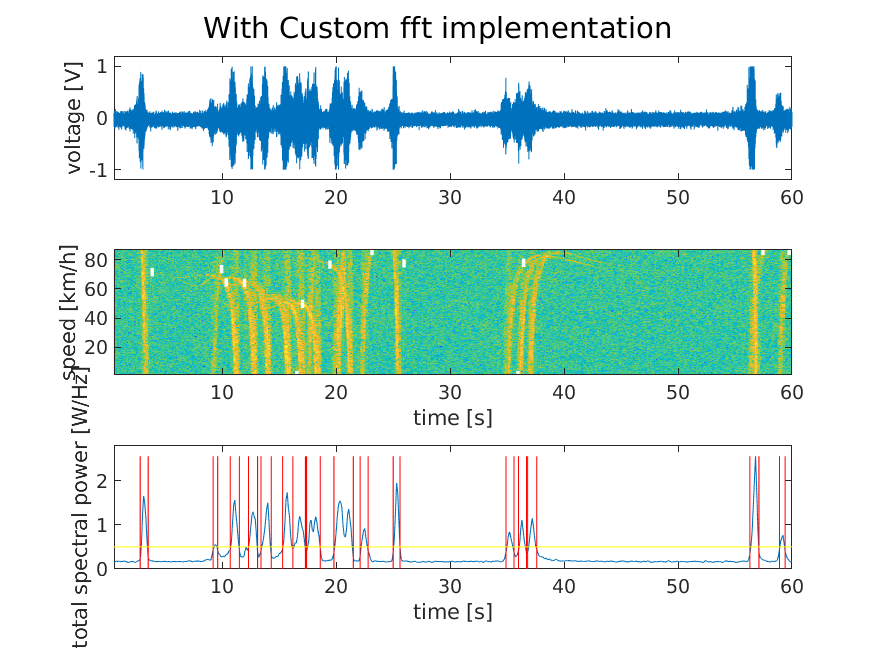 With Custom fft implementation
voltage [V]
1
0
-1
10 20 30 40 50 60
speed [km/h]
80
60
40
20
10 20 30 40 50 60
time [s]
total spectral power [W/Hz]
2
1
0
10 20 30 40 50 60
time [s]